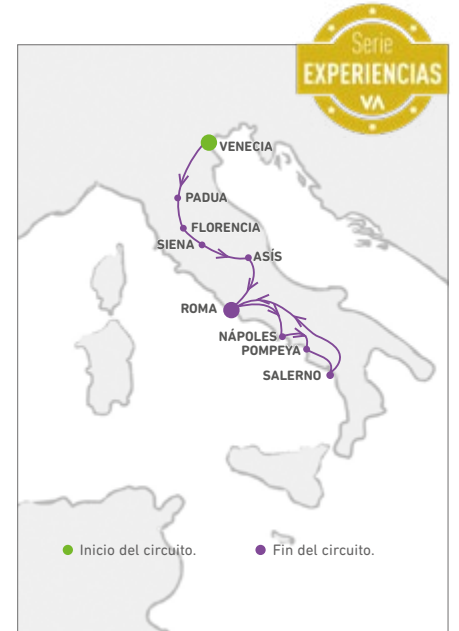 Serie
EXPERIENCIAS
VA
VENECIA
PADUA
FLORENCIA
SIENA
ASÍS
ROMA
NÁPOLES
POMPEYA
SALERNO
Inicio del circuito.
Fin del circuito.